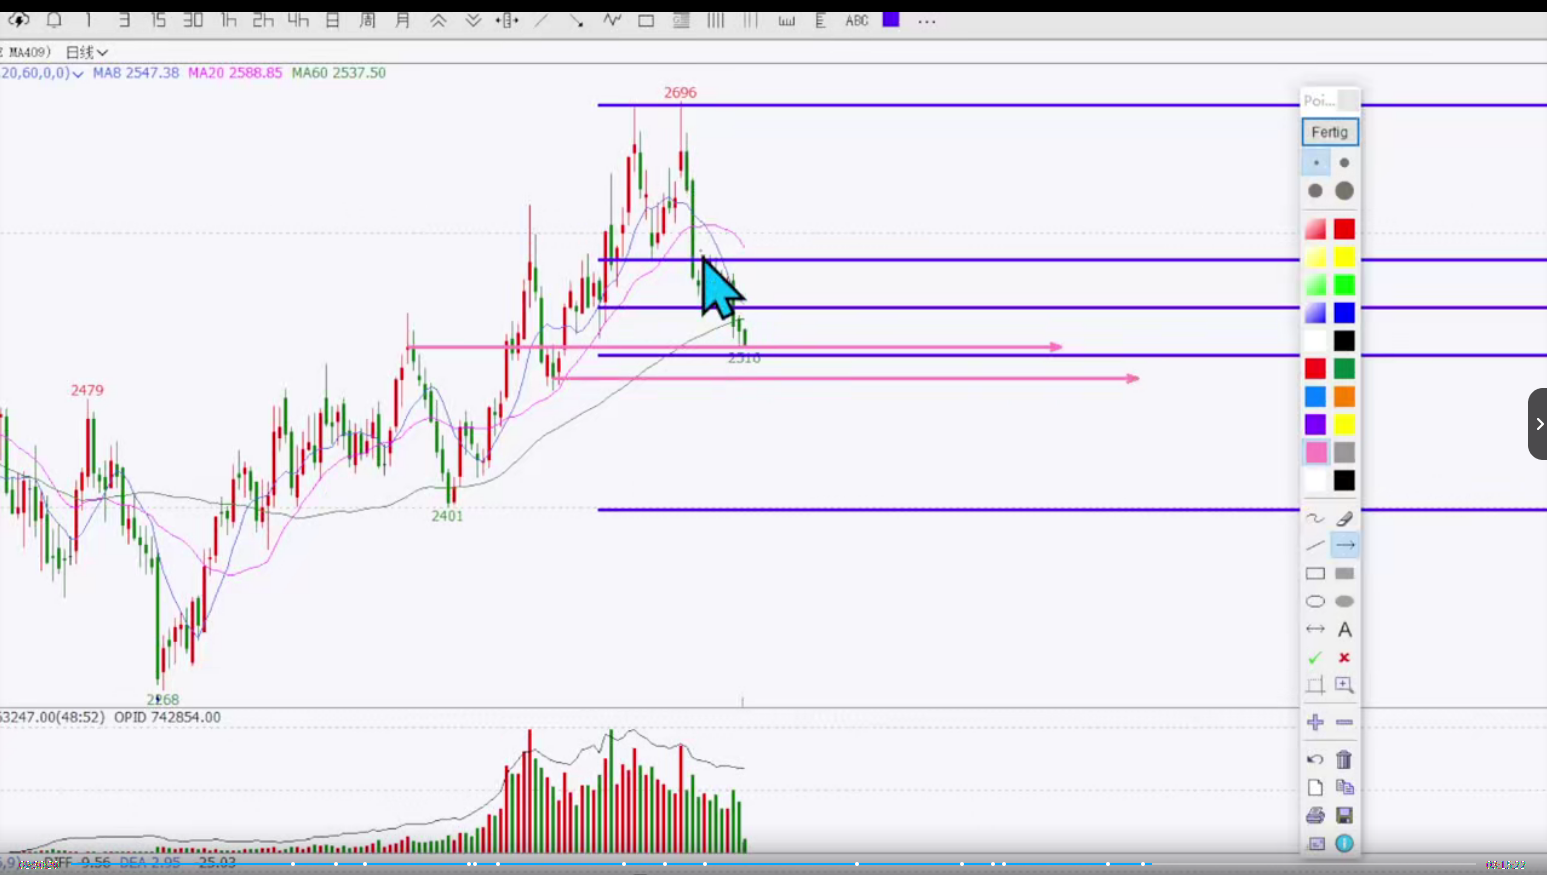 1 3 15 30 1h 2h 4h 日 周 月 ABC ...
MA409) 日线
20,60,0,0) MA8 2547.38 MA20 2588.85 MA60 2537.50
2696
Poi...
Fertig
2510
2479
2401
A
2268
63247.00(48:52) OPID 742854.00
DIFF -9.56 DEA 2.95 -25.03